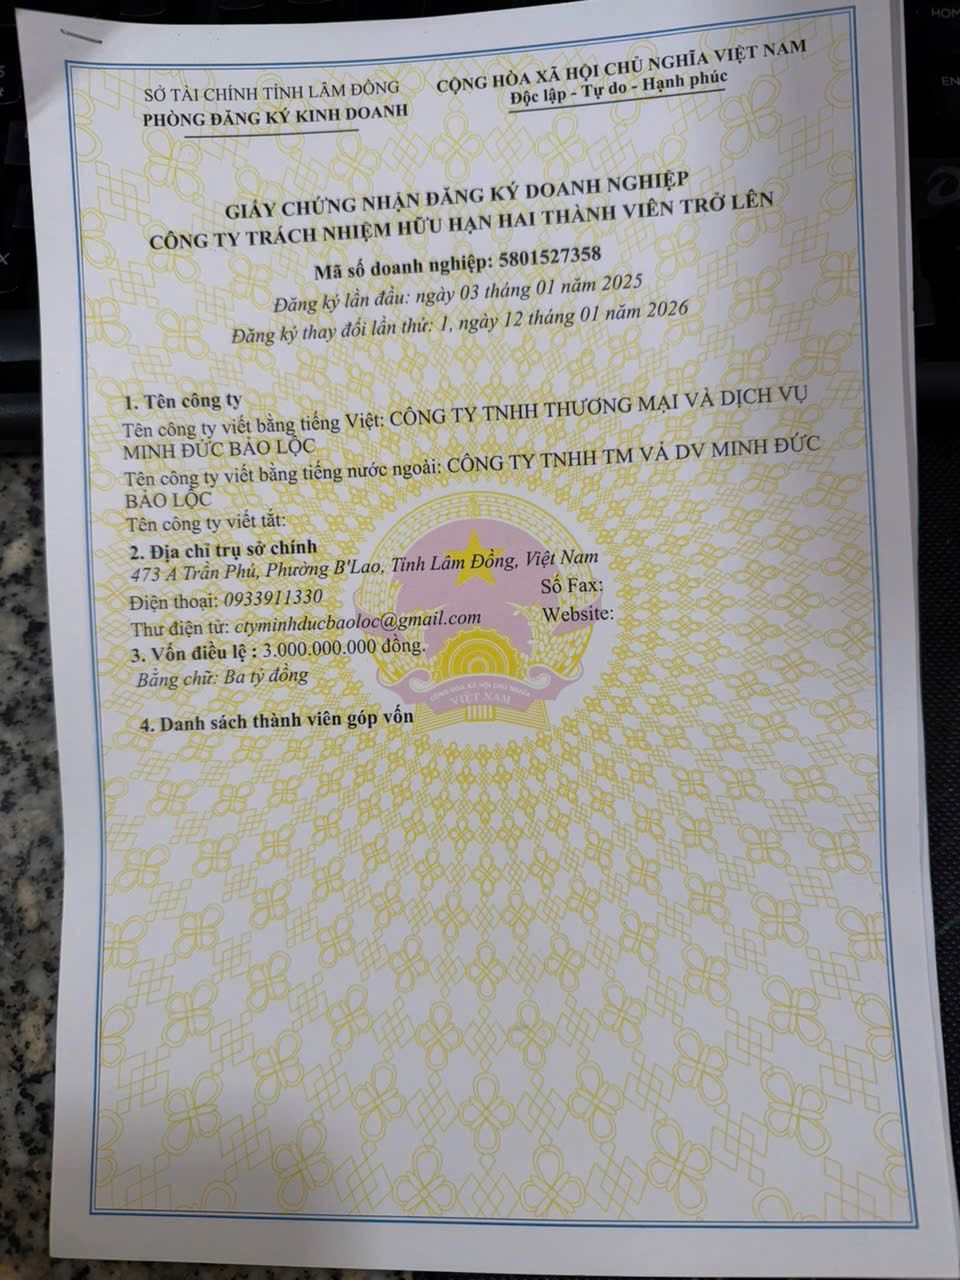 SỞ TÀI CHÍNH TỈNH LÂM ĐỒNG
PHÒNG ĐĂNG KÝ KINH DOANH
CỘNG HÒA XÃ HỘI CHỦ NGHĨA VIỆT NAM
Độc lập - Tự do - Hạnh phúc
GIẤY CHỨNG NHẬN ĐĂNG KÝ DOANH NGHIỆP
CÔNG TY TRÁCH NHIỆM HỮU HẠN HAI THÀNH VIÊN TRỞ LÊN
Mã số doanh nghiệp: 5801527358
Đăng ký lần đầu: ngày 03 tháng 01 năm 2025
Đăng ký thay đổi lần thứ: 1, ngày 12 tháng 01 năm 2026
1. Tên công ty
Tên công ty viết bằng tiếng Việt: CÔNG TY TNHH THƯƠNG MẠI VÀ DỊCH VỤ
MINH ĐỨC BẢO LỘC
Tên công ty viết bằng tiếng nước ngoài: CÔNG TY TNHH TM VÀ DV MINH ĐỨC
BẢO LỘC
Tên công ty viết tắt:
2. Địa chỉ trụ sở chính
473 A Trần Phú, Phường B'Lao, Tỉnh Lâm Đồng, Việt Nam
Điện thoại: 0933911330 Số Fax:
Thư điện tử: ctyminhducbaoloc@gmail.com Website:
3. Vốn điều lệ : 3.000.000.000 đồng.
Bằng chữ: Ba tỷ đồng
CỘNG HÒA XÃ HỘI CHỦ NGHĨA
VIỆT NAM
4. Danh sách thành viên góp vốn